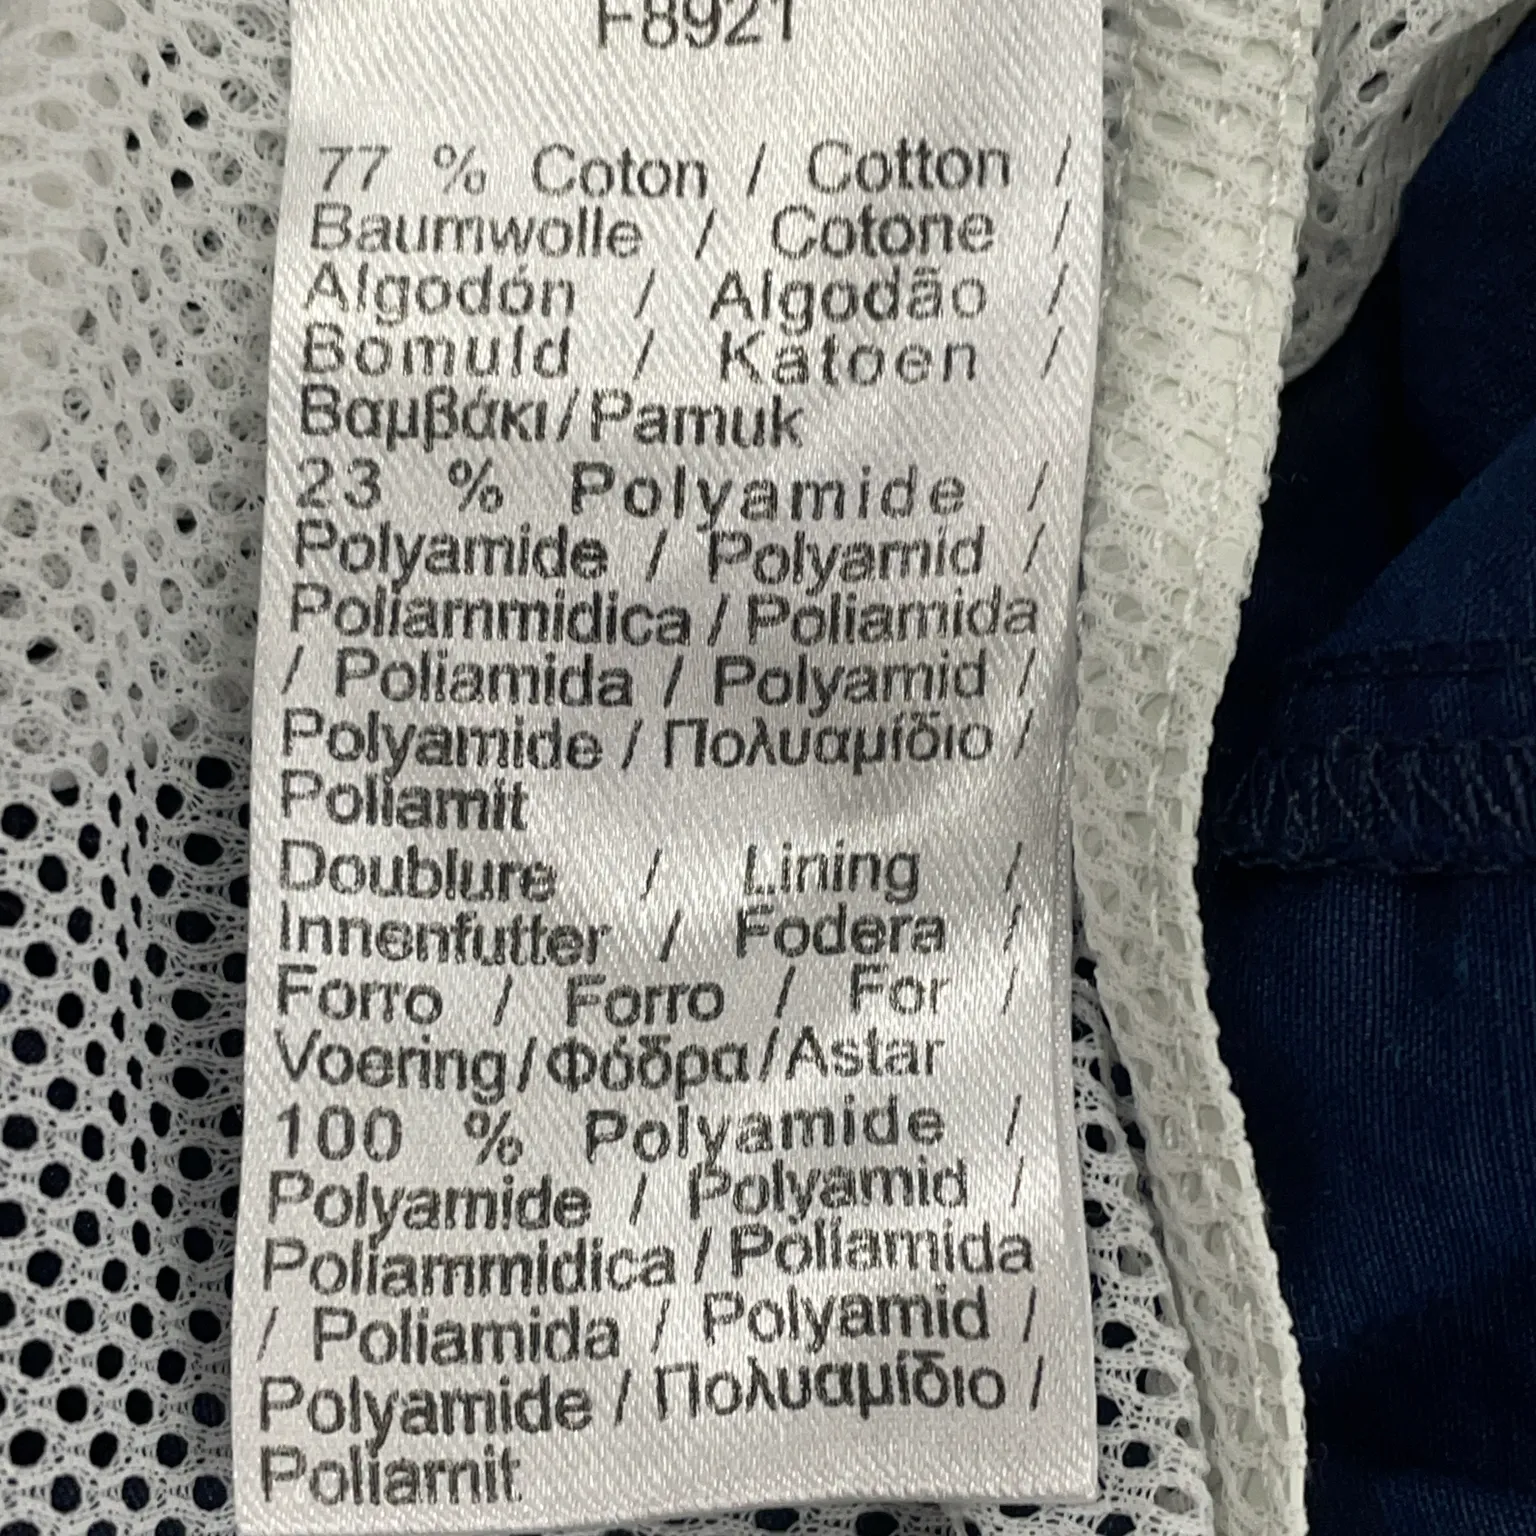 F8921
77 % Coton / Cotton /
Baumwolle / Cotone /
Algodón / Algodão /
Bomuld / Katoen /
Βαμβάκι/Pamuk
23 % Polyamide /
Polyamide / Polyamid /
Poliammidica / Poliamida
/ Poliamida / Polyamid /
Polyamide / Πολυαμίδιο /
Poliamit
Doublure / Lining /
Innenfutter / Fodera /
Forro / Forro / For /
Voering/Φόδρα/Astar
100 % Polyamide /
Polyamide / Polyamid /
Poliammidica / Poliamida
/ Poliamida / Polyamid /
Polyamide / Πολυαμίδιο /
Poliamit